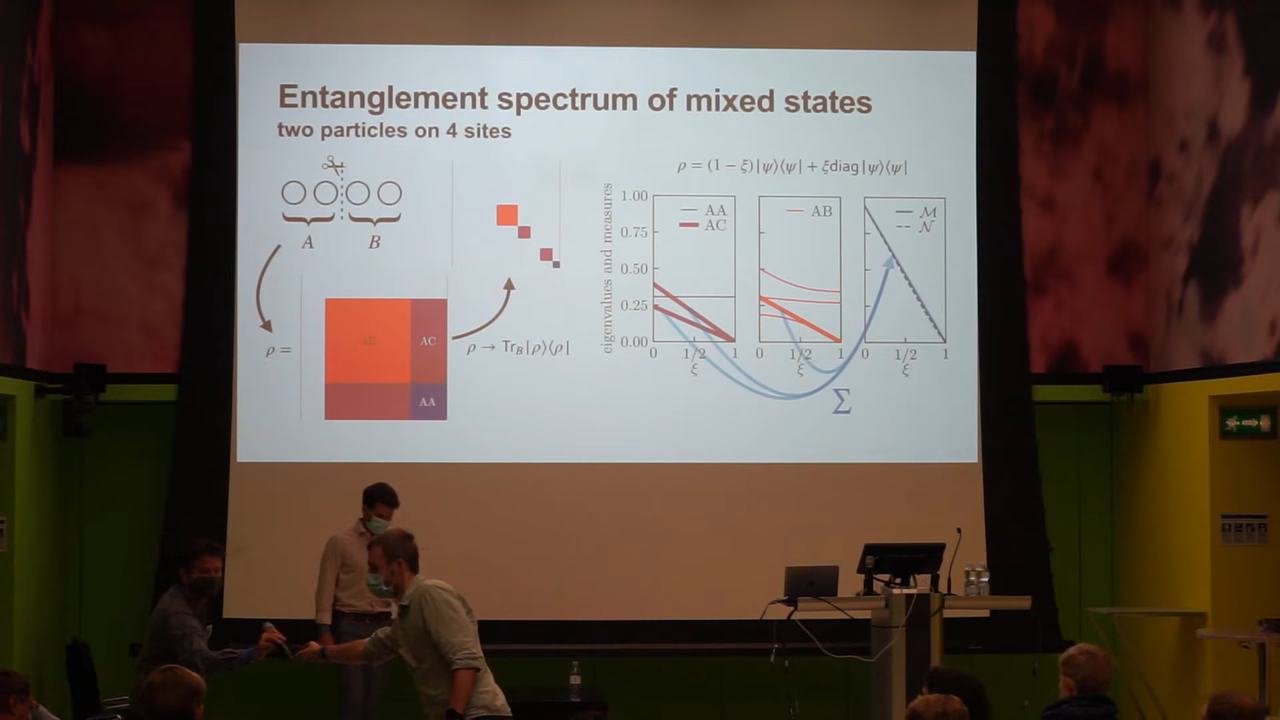 Entanglement spectrum of mixed states
two particles on 4 sites
A
B
ρ =
AC
AA
ρ → Tr_B|ρ⟩⟨ρ|
ρ = (1 − ξ)|ψ⟩⟨ψ| + ξdiag|ψ⟩⟨ψ|
eigenvalues and measures
1.00
0.75
0.50
0.25
0.00
AA
AC
0 1/2 1
ξ
AB
0 1/2 1
ξ
ℳ
𝒩
0 1/2 1
ξ
Σ